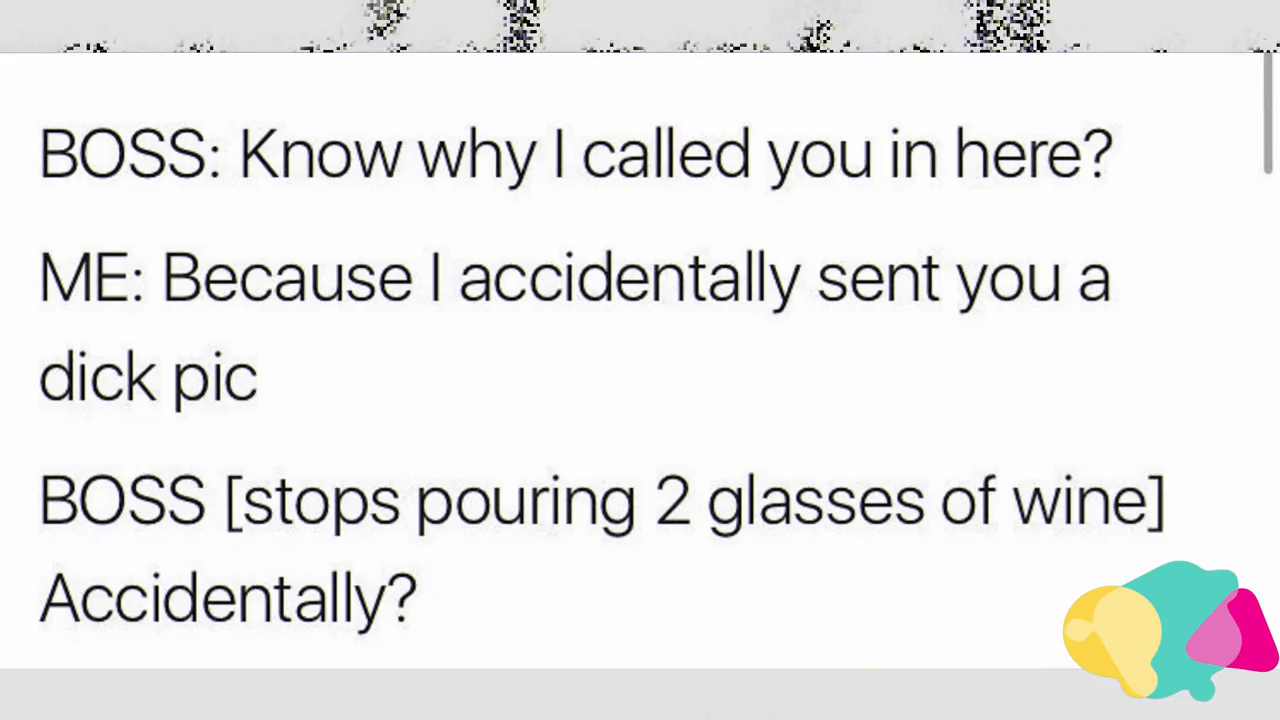 BOSS: Know why I called you in here?
ME: Because I accidentally sent you a
dick pic
BOSS [stops pouring 2 glasses of wine]
Accidentally?